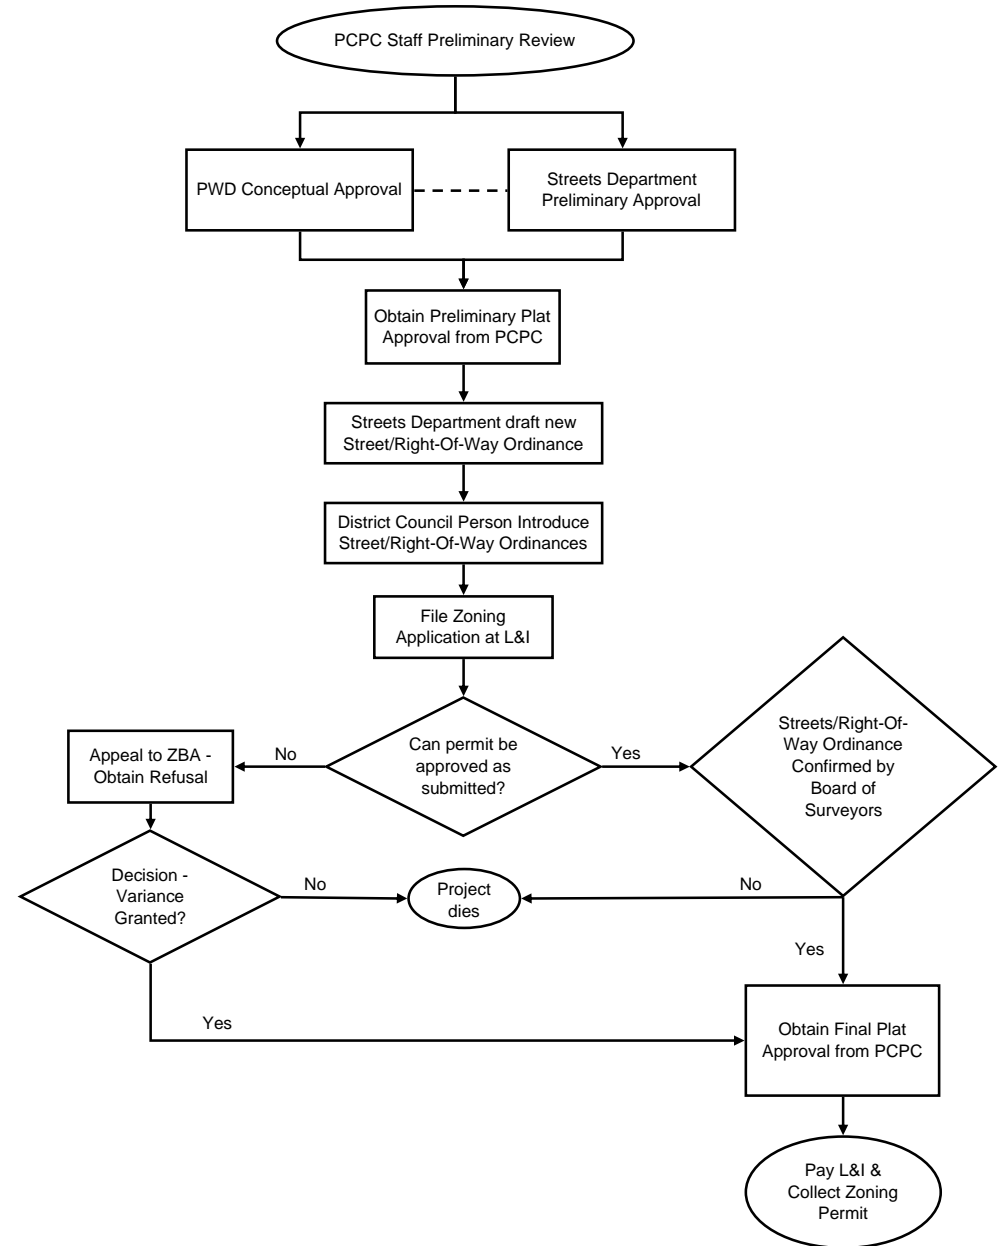 PCPC Staff Preliminary Review
PWD Conceptual Approval
Streets Department
Preliminary Approval
Obtain Preliminary Plat
Approval from PCPC
Streets Department draft new
Street/Right-Of-Way Ordinance
District Council Person Introduce
Street/Right-Of-Way Ordinances
File Zoning
Application at L&I
Can permit be
approved as
submitted?
No
Yes
Appeal to ZBA -
Obtain Refusal
Streets/Right-Of-
Way Ordinance
Confirmed by
Board of
Surveyors
Decision -
Variance
Granted?
No
Project
dies
No
Yes
Yes
Obtain Final Plat
Approval from PCPC
Pay L&I &
Collect Zoning
Permit